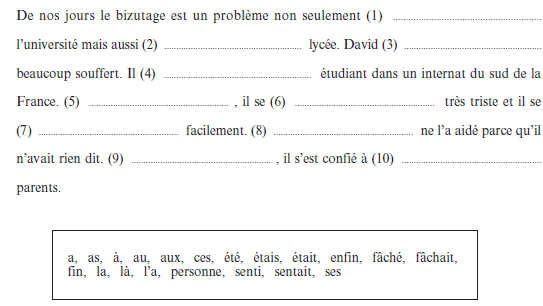 De nos jours le bizutage est un problème non seulement (1) ................................................
l'université mais aussi (2) ................................................ lycée. David (3) ................................................
beaucoup souffert. Il (4) ................................................ étudiant dans un internat du sud de la
France. (5) ................................................ , il se (6) ................................................ très triste et il se
(7) ................................................ facilement. (8) ................................................ ne l'a aidé parce qu'il
n'avait rien dit. (9) ................................................ , il s'est confié à (10) ................................................
parents.
a, as, à, au, aux, ces, été, étais, était, enfin, fâché, fâchait,
fin, la, là, l'a, personne, senti, sentait, ses